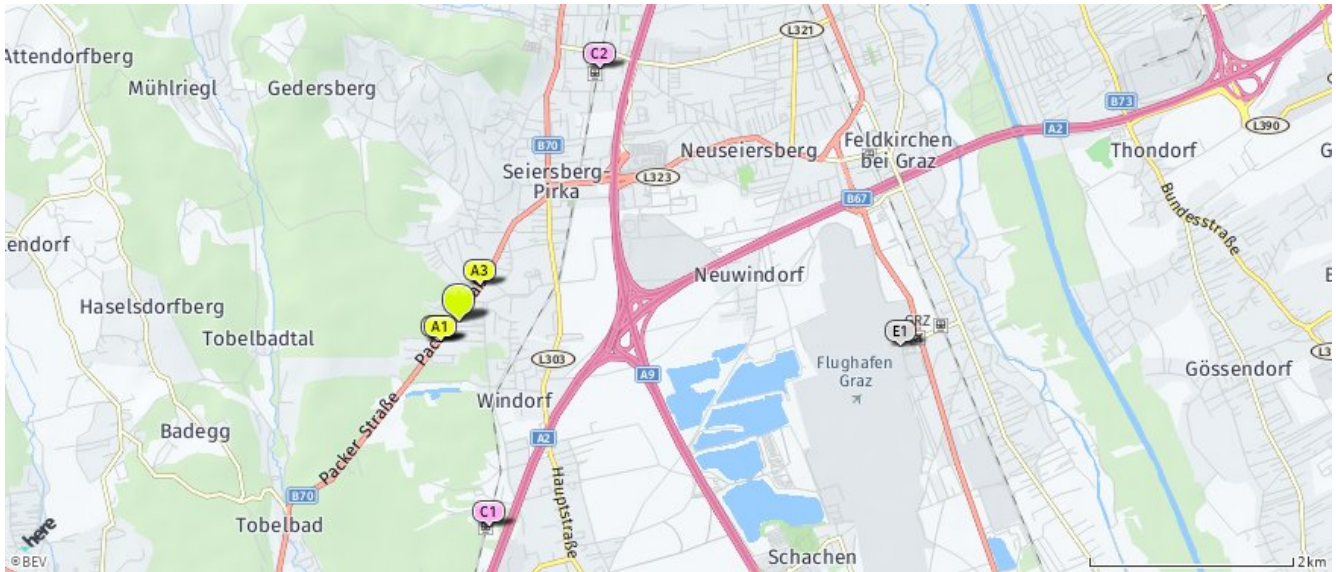 C2
L321
Attendorfberg
Mühlriegl
Gedersberg
B73
A2
L390
B70
Neuseiersberg
Feldkirchen
bei Graz
Thondorf
Seiersberg-
Pirka
L323
B67
Bundesstraße
A3
Neuwindorf
Haselsdorfberg
A1
Tobelbadtal
E1
GRZ
L303
Flughafen
Graz
Gössendorf
A9
Windorf
Packer Straße
Badegg
A2
Hauptstraße
B70
C1
Tobelbad
here
Schachen
©BEV
2km